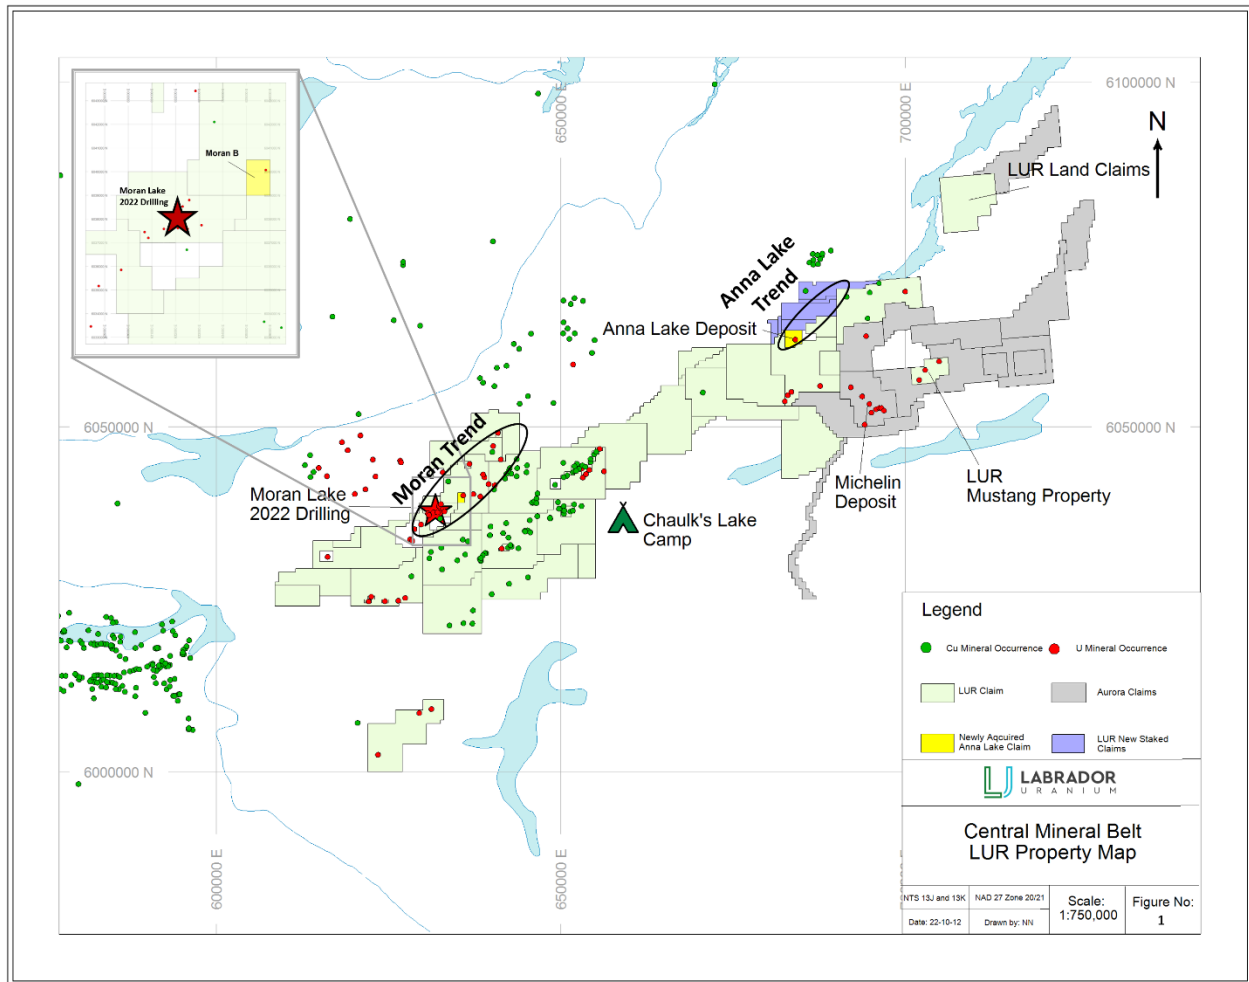 Moran B
Moran Lake
2022 Drilling
650000 E
700000 E
6100000 N
N
LUR Land Claims
Anna Lake
Trend
Anna Lake Deposit
6050000 N
6050000 N
Moran Trend
Moran Lake
2022 Drilling
Chaulk's Lake
Camp
Michelin
Deposit
LUR
Mustang Property
6000000 N
600000 E
650000 E
Legend
Cu Mineral Occurrence
U Mineral Occurrence
LUR Claim
Aurora Claims
Newly Aqcuired
Anna Lake Claim
LUR New Staked
Claims
LABRADOR
URANIUM
Central Mineral Belt
LUR Property Map
NTS 13J and 13K
NAD 27 Zone 20/21
Date: 22-10-12
Drawn by: NN
Scale:
1:750,000
Figure No:
1